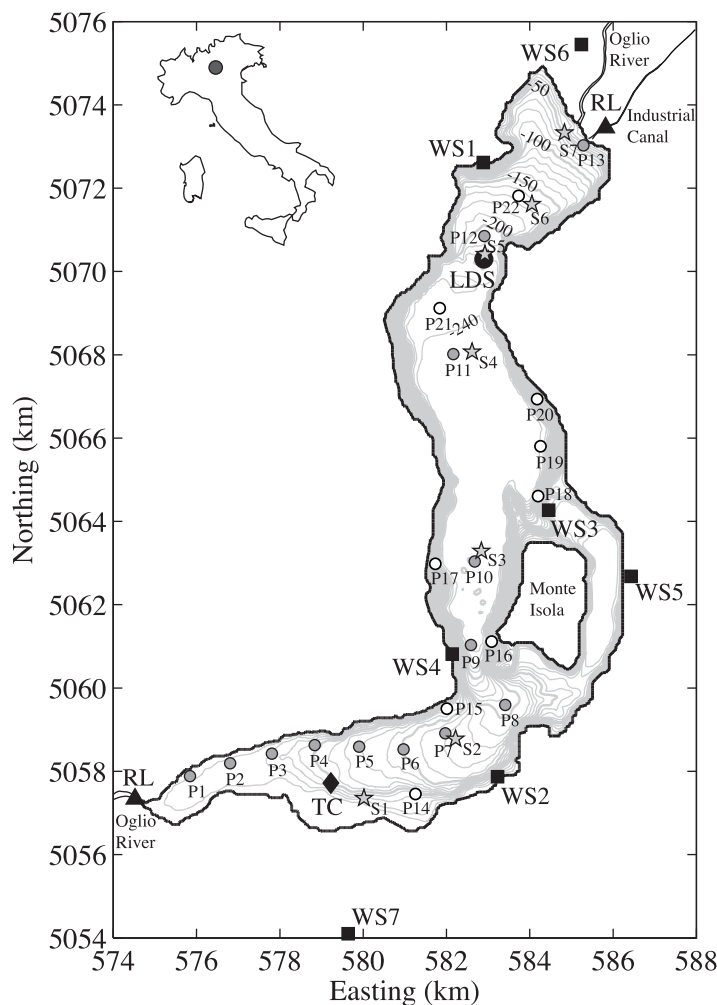 5076
5074
5072
5070
5068
5066
5064
5062
5060
5058
5056
5054
Northing (km)
574
576
578
580
582
584
586
588
Easting (km)
WS6
Oglio
River
-50
RL
Industrial
Canal
-100
S7
P13
WS1
-150
P22
S6
-200
P12
S5
LDS
P21
-240
P11
S4
P20
P19
P18
WS3
S3
P10
P17
Monte
Isola
WS5
P16
P9
WS4
P15
P8
P7
S2
P6
P5
P4
P3
P2
P1
RL
Oglio
River
TC
S1
P14
WS2
WS7